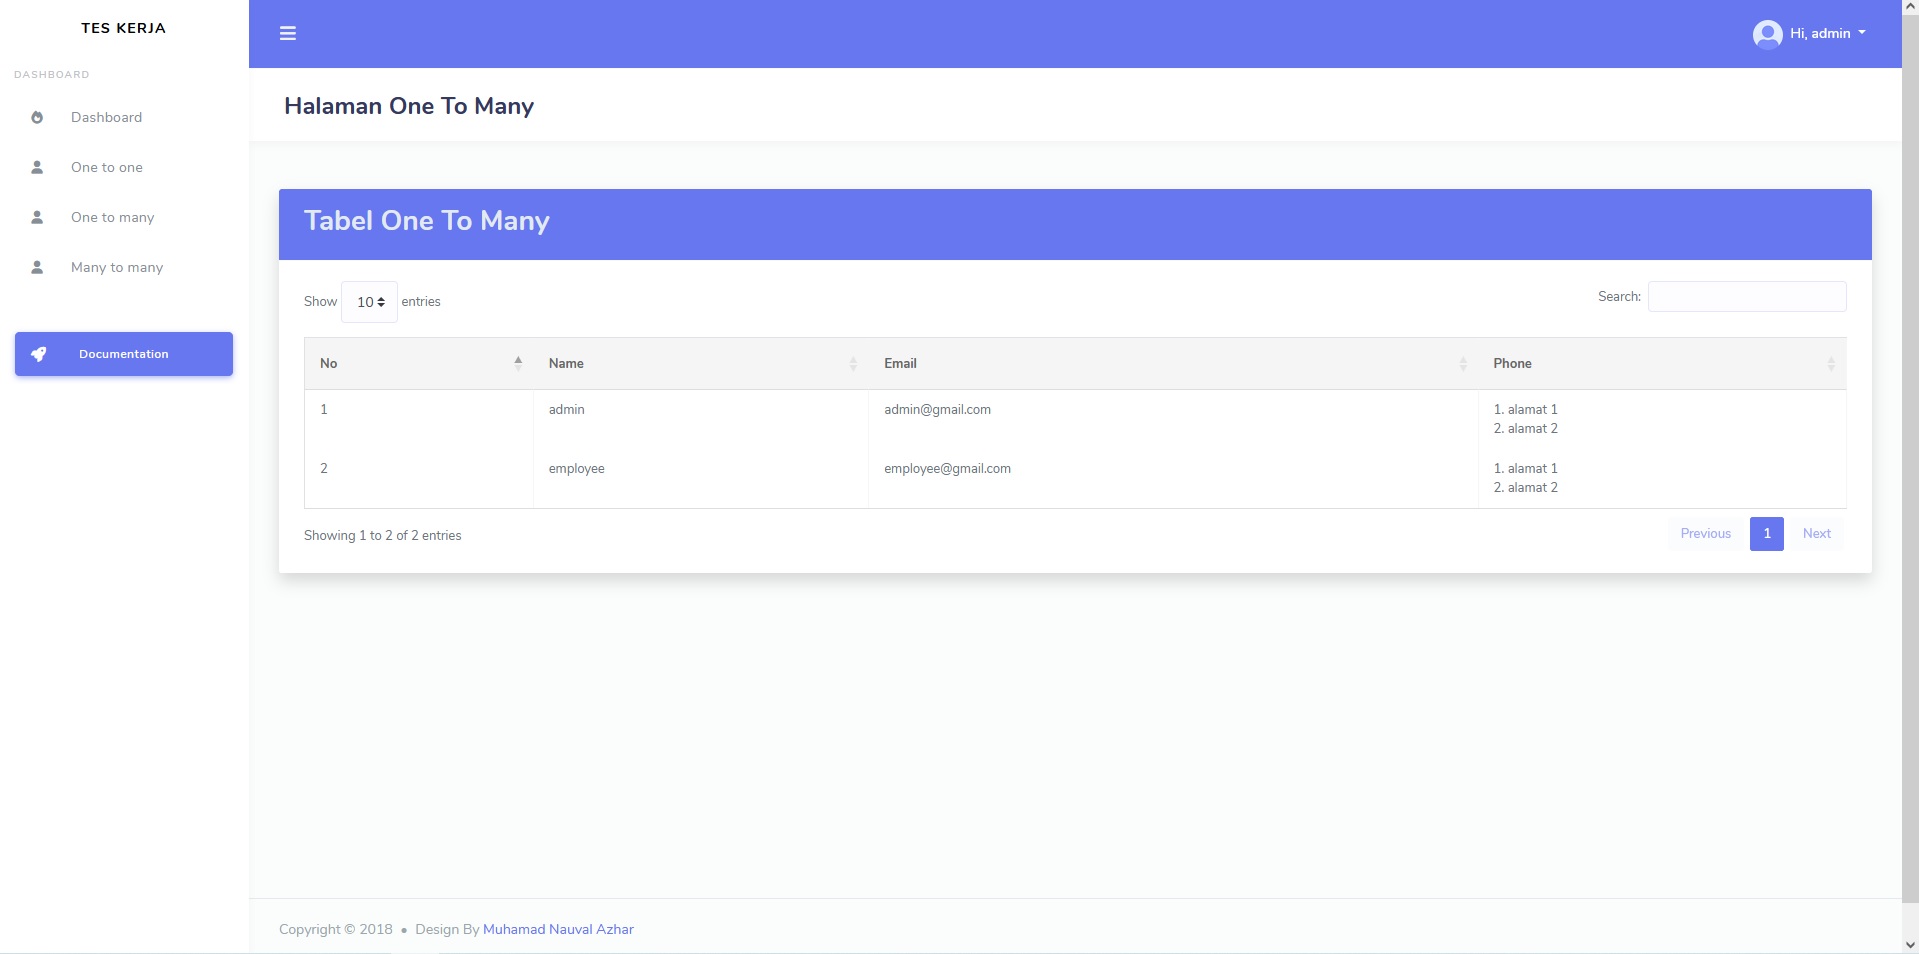 TES KERJA
Hi, admin
DASHBOARD
Dashboard
One to one
One to many
Many to many
Documentation
Halaman One To Many
Tabel One To Many
Show 10 entries
Search:
No Name Email Phone
1 admin admin@gmail.com 1. alamat 1
2. alamat 2
2 employee employee@gmail.com 1. alamat 1
2. alamat 2
Showing 1 to 2 of 2 entries
Previous 1 Next
Copyright © 2018 • Design By Muhamad Nauval Azhar